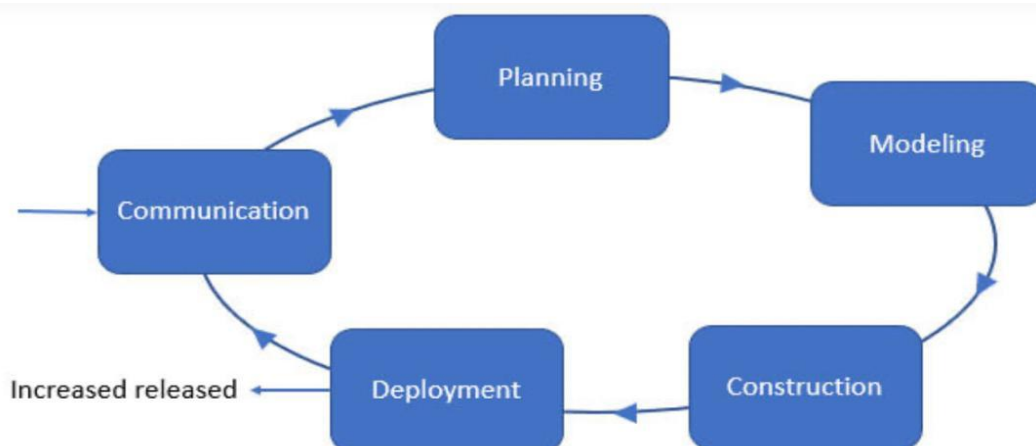 Planning
Modeling
Communication
Construction
Deployment
Increased released